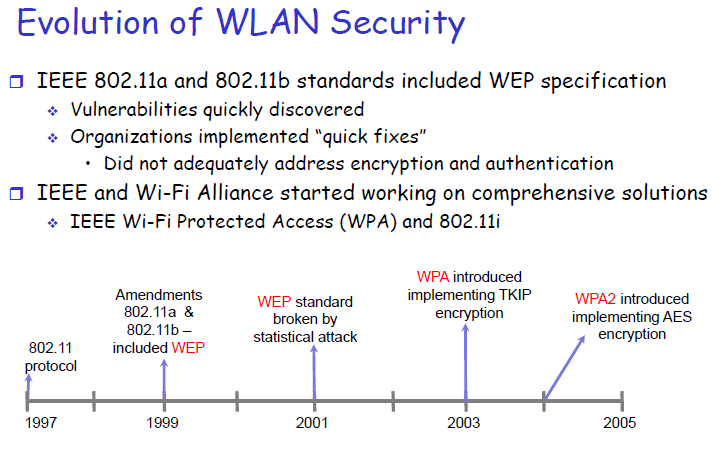 Evolution of WLAN Security
IEEE 802.11a and 802.11b standards included WEP specification
Vulnerabilities quickly discovered
Organizations implemented “quick fixes”
Did not adequately address encryption and authentication
IEEE and Wi-Fi Alliance started working on comprehensive solutions
IEEE Wi-Fi Protected Access (WPA) and 802.11i
802.11
protocol
Amendments
802.11a &
802.11b –
included WEP
WEP standard
broken by
statistical attack
WPA introduced
implementing TKIP
encryption
WPA2 introduced
implementing AES
encryption
1997
1999
2001
2003
2005